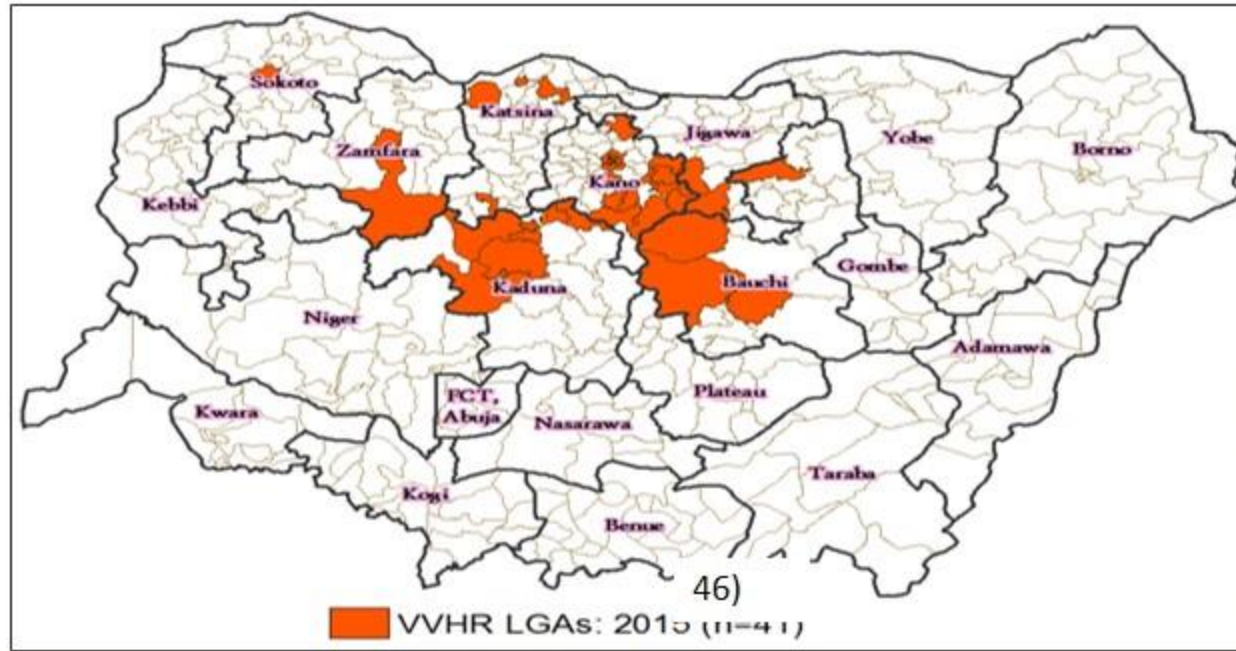 Sokoto
Katsina
Jigawa
Yobe
Borno
Zamfara
Kano
Kebbi
Gombe
Bauchi
Kaduna
Niger
Adamawa
Plateau
FCT,
Abuja
Kwara
Nasarawa
Taraba
Kogi
Benue
46)
VVHR LGAs: 2015 (n=41)